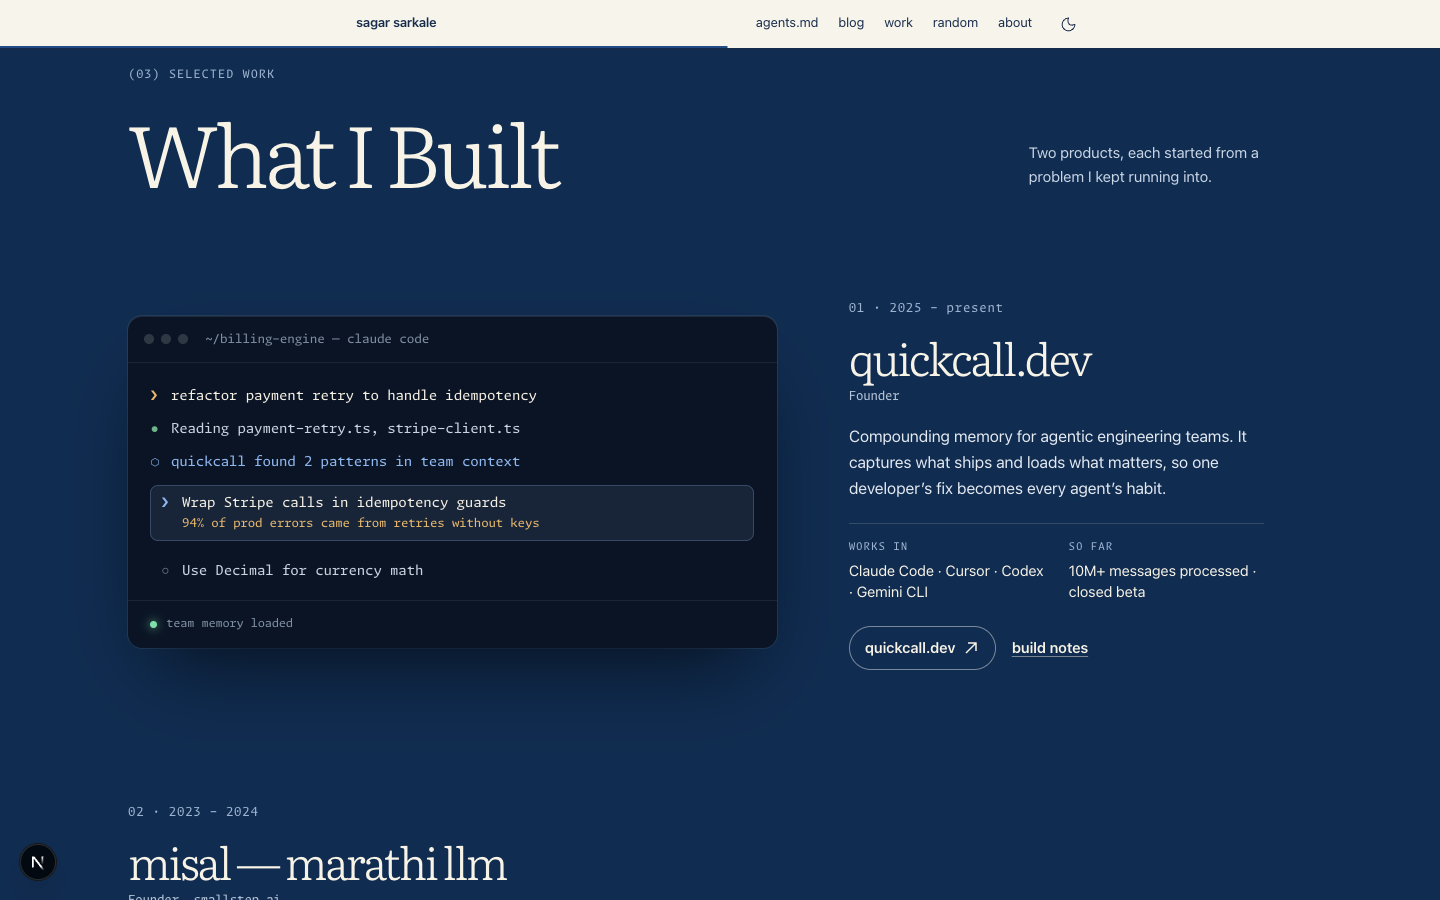 sagar sarkale
agents.md blog work random about
(03) SELECTED WORK
What I Built
Two products, each started from a
problem I kept running into.
~/billing-engine — claude code
❯ refactor payment retry to handle idempotency
● Reading payment-retry.ts, stripe-client.ts
⬡ quickcall found 2 patterns in team context
❯ Wrap Stripe calls in idempotency guards
94% of prod errors came from retries without keys
○ Use Decimal for currency math
● team memory loaded
01 · 2025 – present
quickcall.dev
Founder
Compounding memory for agentic engineering teams. It
captures what ships and loads what matters, so one
developer’s fix becomes every agent’s habit.
WORKS IN
Claude Code · Cursor · Codex
· Gemini CLI
SO FAR
10M+ messages processed ·
closed beta
quickcall.dev ↗ build notes
02 · 2023 – 2024
misal — marathi llm
Founder, smallstep.ai
N